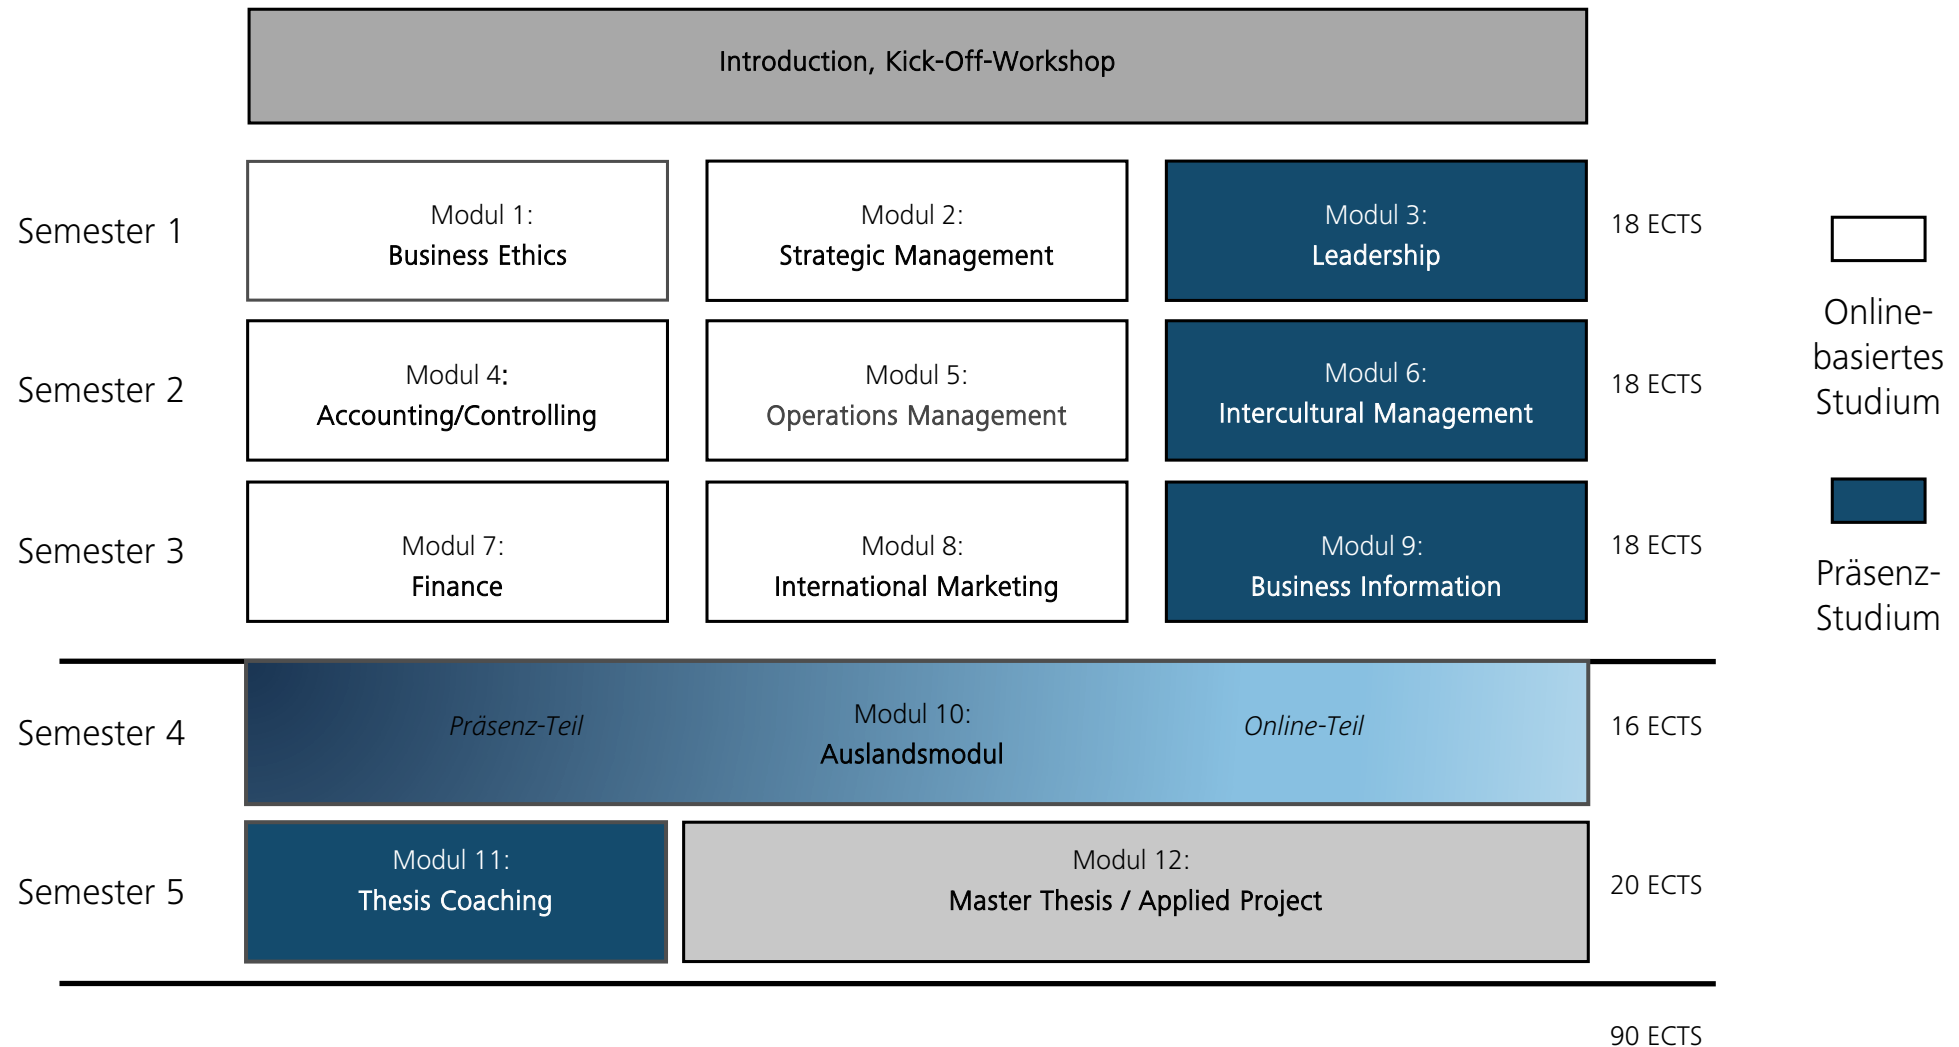 Introduction, Kick-Off-Workshop
Semester 1
Modul 1:
Business Ethics
Modul 2:
Strategic Management
Modul 3:
Leadership
18 ECTS
Semester 2
Modul 4:
Accounting/Controlling
Modul 5:
Operations Management
Modul 6:
Intercultural Management
18 ECTS
Semester 3
Modul 7:
Finance
Modul 8:
International Marketing
Modul 9:
Business Information
18 ECTS
Semester 4
Präsenz-Teil
Modul 10:
Auslandsmodul
Online-Teil
16 ECTS
Semester 5
Modul 11:
Thesis Coaching
Modul 12:
Master Thesis / Applied Project
20 ECTS
90 ECTS
Online-
basiertes
Studium
Präsenz-
Studium